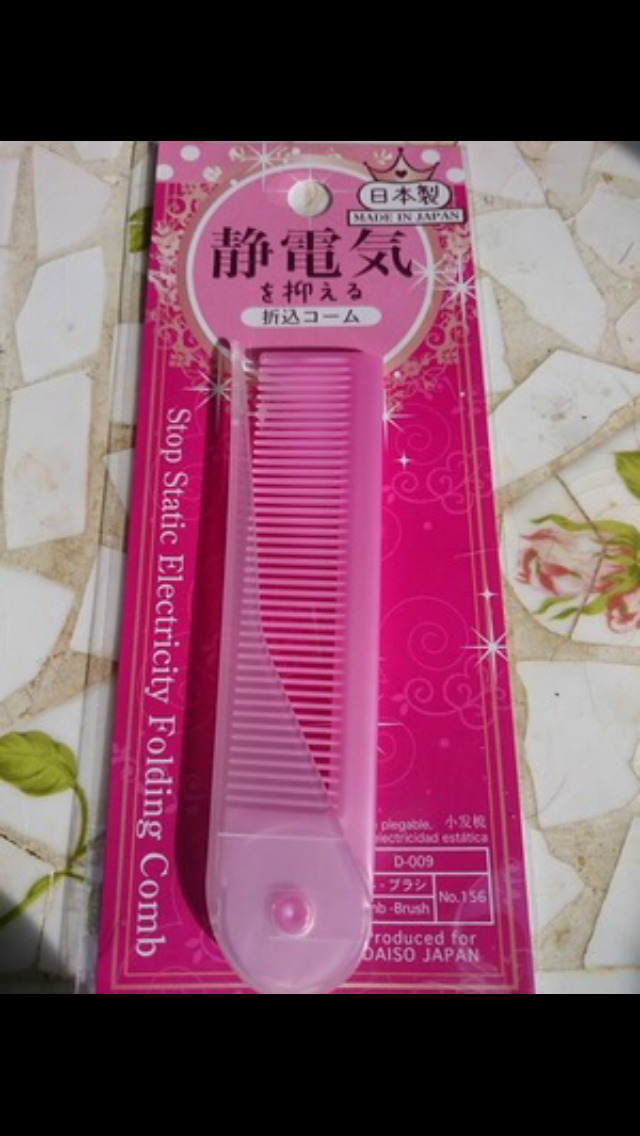 日本製
MADE IN JAPAN
静電気
を抑える
折込コーム
Stop Static Electricity Folding Comb
plegable, 小发梳
electricidad estática
D-009
・ブラシ
-Brush
No.156
Produced for
DAISO JAPAN